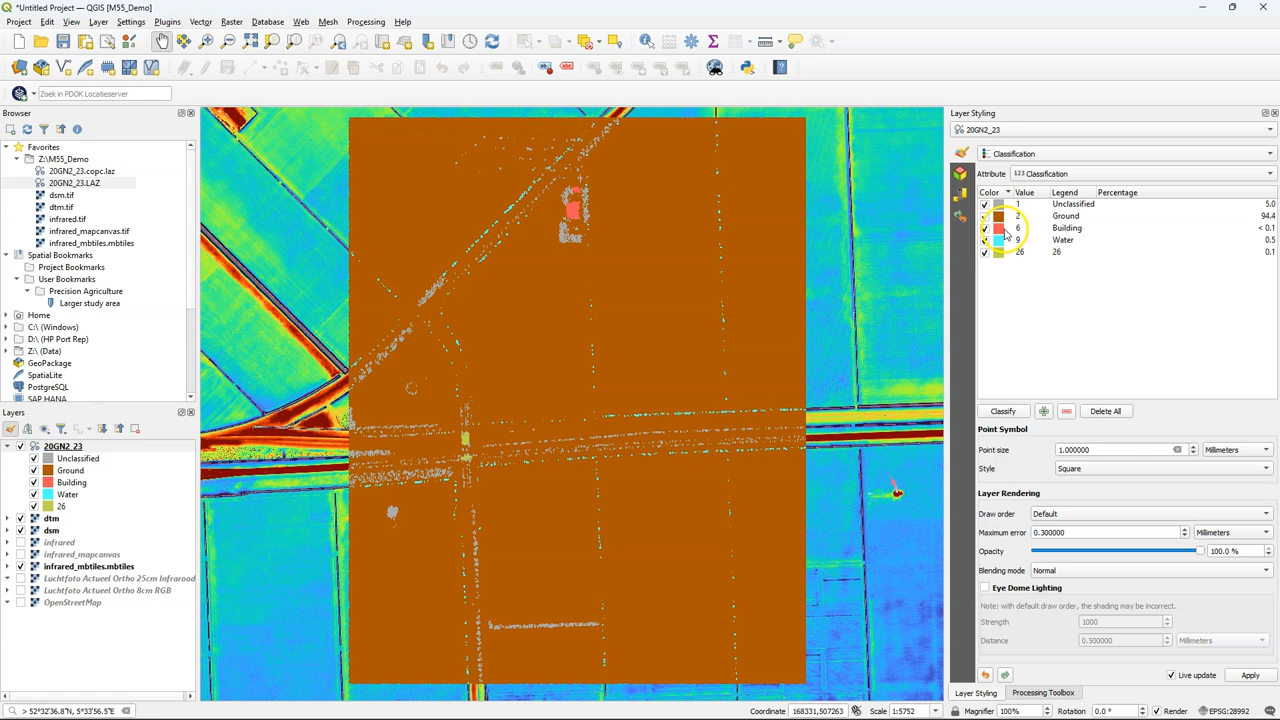 *Untitled Project — QGIS [M55_Demo]
Project Edit View Layer Settings Plugins Vector Raster Database Web Mesh Processing Help
Zoek in PDOK Locatieserver
Browser
Favorites
Z:\M55_Demo
20GN2_23.copc.laz
20GN2_23.LAZ
dsm.tif
dtm.tif
infrared.tif
infrared_mapcanvas.tif
infrared_mbtiles.mbtiles
Spatial Bookmarks
Project Bookmarks
User Bookmarks
Precision Agriculture
Larger study area
Home
C:\ (Windows)
D:\ (HP Port Rep)
Z:\ (Data)
GeoPackage
SpatiaLite
PostgreSQL
SAP HANA
Layers
20GN2_23
Unclassified
Ground
Building
Water
26
dtm
dsm
infrared
infrared_mapcanvas
infrared_mbtiles.mbtiles
Luchtfoto Actueel Ortho 25cm Infrarood
Luchtfoto Actueel Ortho 8cm RGB
OpenStreetMap
Layer Styling
20GN2_23
Classification
Attribute 123 Classification
Color Value Legend Percentage
1 Unclassified 5.0
2 Ground 94.4
6 Building < 0.1
9 Water 0.5
26 26 0.1
Classify Delete All
Point Symbol
Point size 1.000000 Millimeters
Style Square
Layer Rendering
Draw order Default
Maximum error 0.300000 Millimeters
Opacity 100.0 %
Blending mode Normal
Eye Dome Lighting
Note: with default draw order, the shading may be incorrect.
Strength 1000
Distance 0.500000 Millimeters
Live update Apply
Layer Styling Processing Toolbox
> 52°32'36.8"N, 5°33'56.5"E Coordinate 168331,507263 Scale 1:5752 Magnifier 100% Rotation 0.0 ° Render EPSG:28992